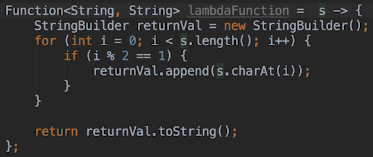 Function<String, String> lambdaFunction = s -> {
    StringBuilder returnVal = new StringBuilder();
    for (int i = 0; i < s.length(); i++) {
        if (i % 2 == 1) {
            returnVal.append(s.charAt(i));
        }
    }

    return returnVal.toString();
};